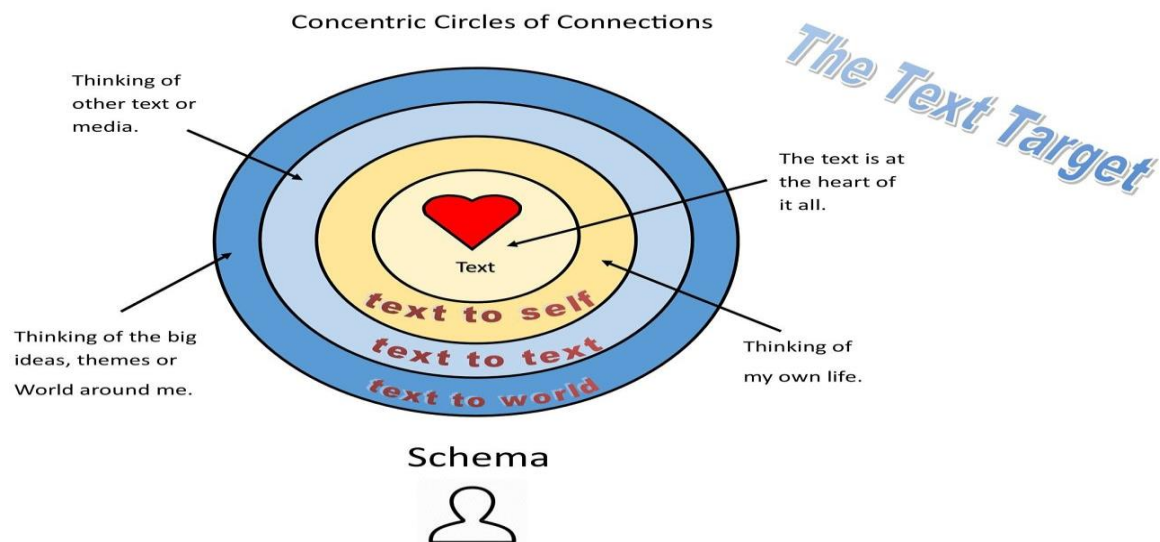 Concentric Circles of Connections
The Text Target
Thinking of
other text or
media.
The text is at
the heart of
it all.
Text
text to self
text to text
text to world
Thinking of the big
ideas, themes or
World around me.
Thinking of
my own life.
Schema